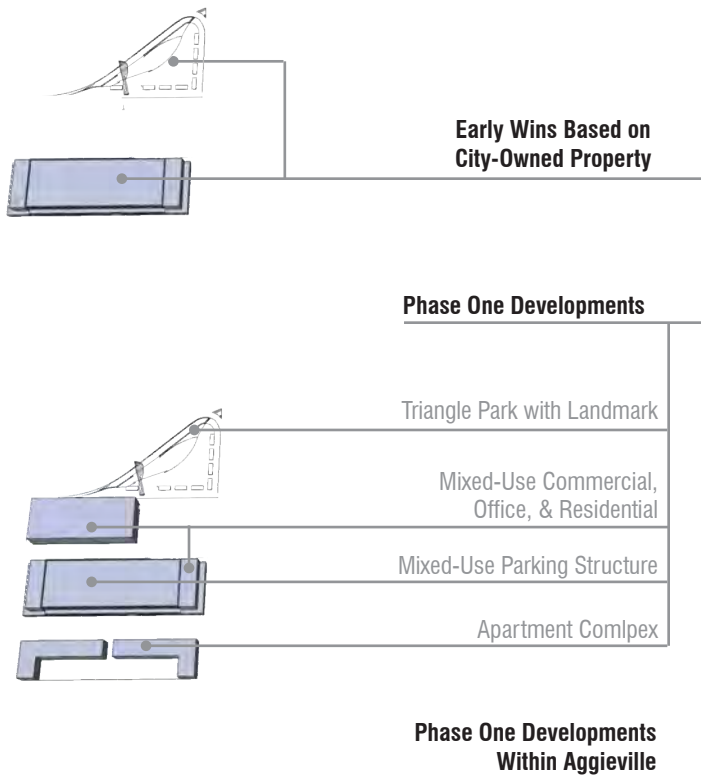 Early Wins Based on
City-Owned Property
Phase One Developments
Triangle Park with Landmark
Mixed-Use Commercial,
Office, & Residential
Mixed-Use Parking Structure
Apartment Comlpex
Phase One Developments
Within Aggieville